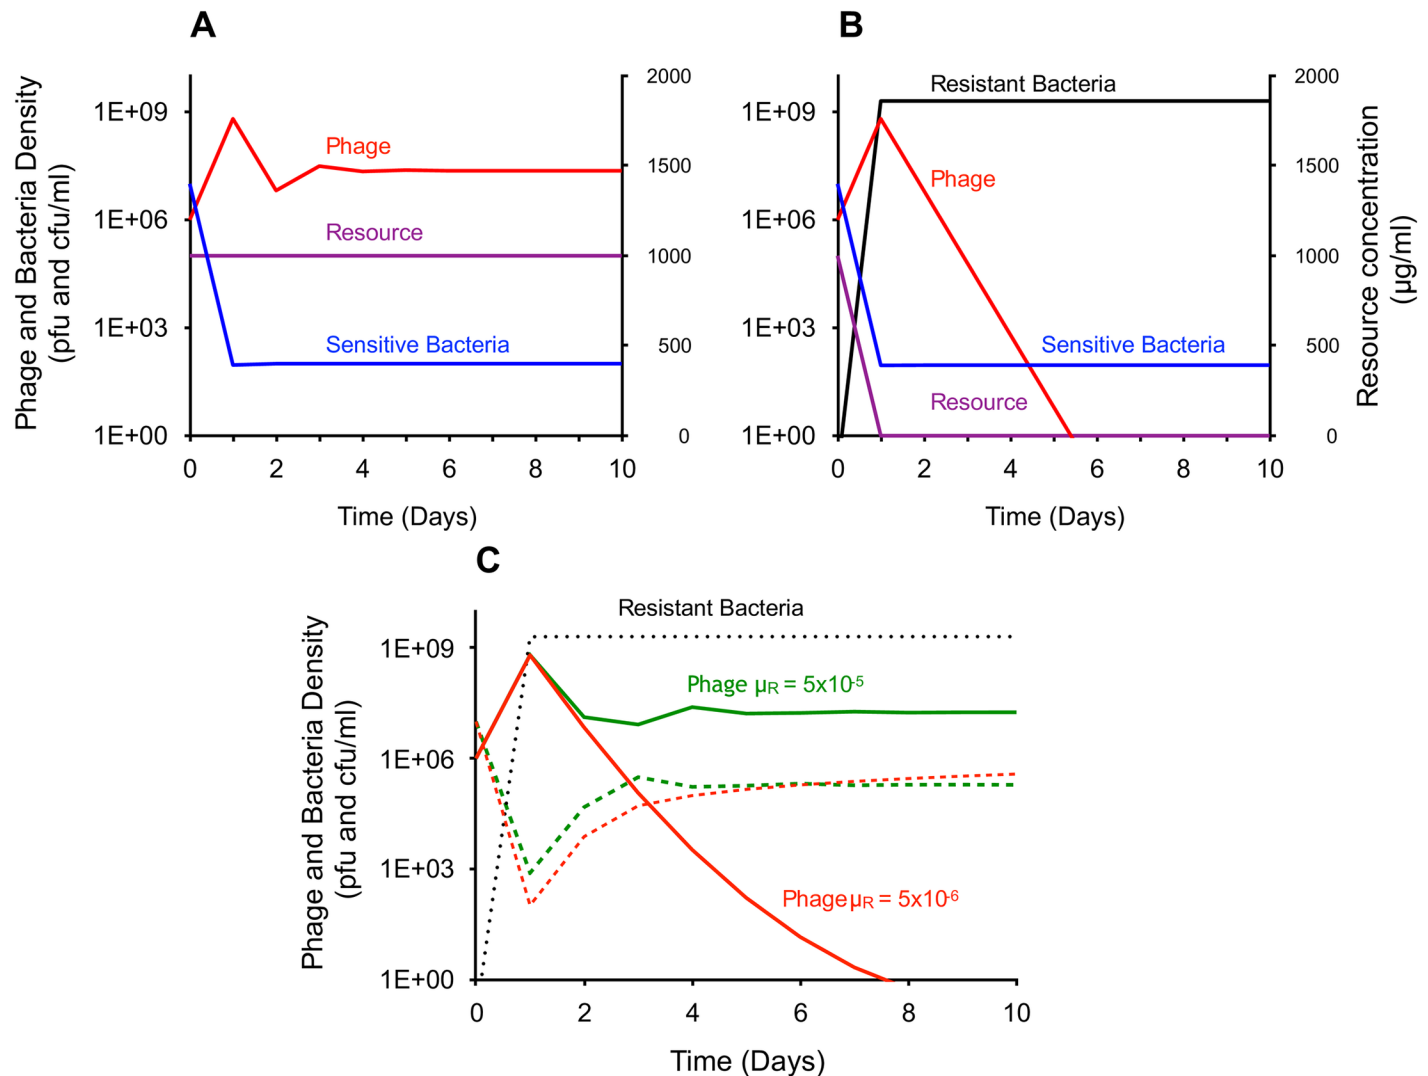 A
Phage and Bacteria Density
(pfu and cfu/ml)
1E+09
1E+06
1E+03
1E+00
2000
1500
1000
500
0
Phage
Resource
Sensitive Bacteria
0 2 4 6 8 10
Time (Days)
B
1E+09
1E+06
1E+03
1E+00
Resistant Bacteria
Phage
Sensitive Bacteria
Resource
2000
1500
1000
500
0
Resource concentration
(µg/ml)
0 2 4 6 8 10
Time (Days)
C
Phage and Bacteria Density
(pfu and cfu/ml)
1E+09
1E+06
1E+03
1E+00
Resistant Bacteria
Phage µR = 5x10-5
Phage µR = 5x10-6
0 2 4 6 8 10
Time (Days)